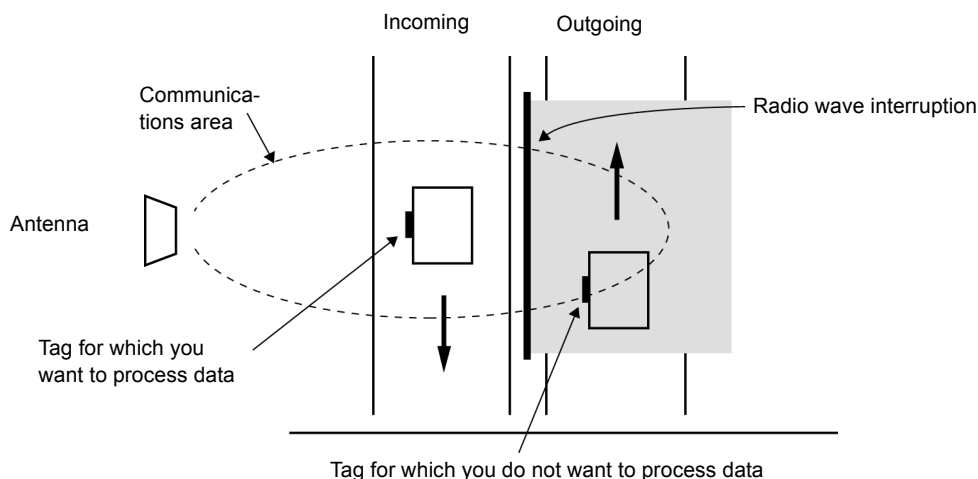 Incoming
Outgoing
Communica-
tions area
Radio wave interruption
Antenna
Tag for which you
want to process data
Tag for which you do not want to process data